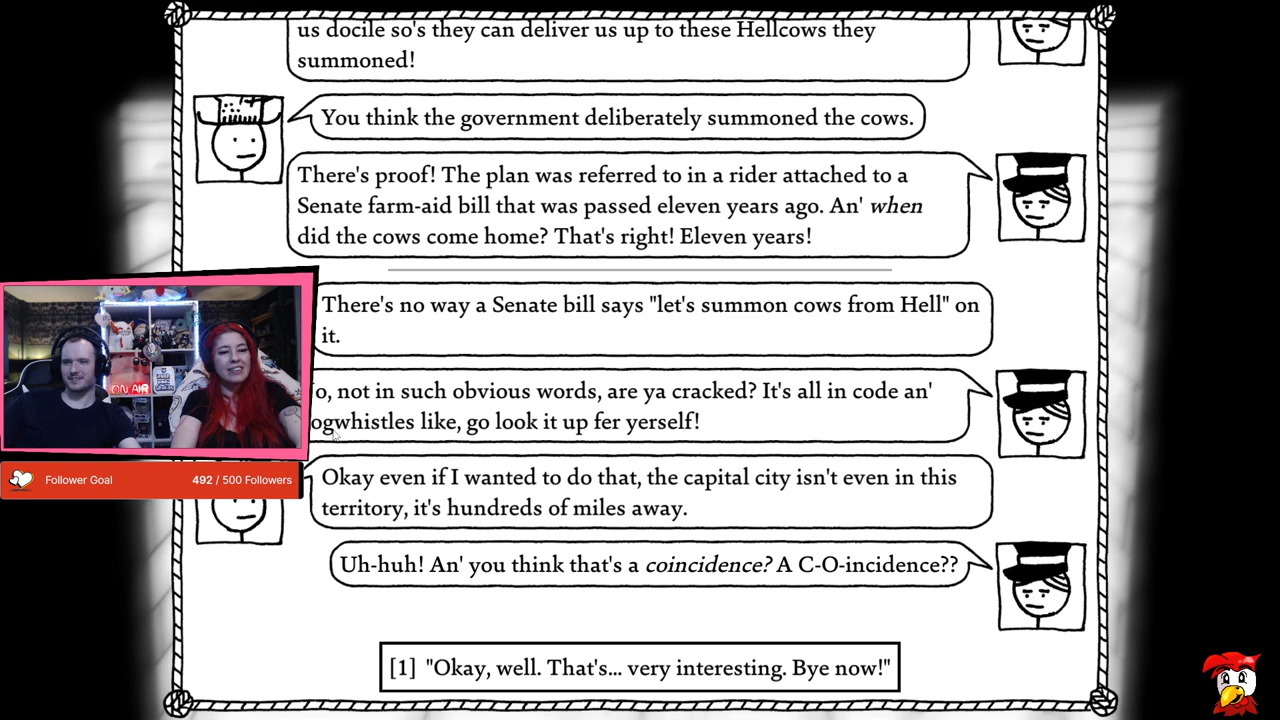 us docile so's they can deliver us up to these Hellcows they
summoned!
You think the government deliberately summoned the cows.
There's proof! The plan was referred to in a rider attached to a
Senate farm-aid bill that was passed eleven years ago. An' when
did the cows come home? That's right! Eleven years!
There's no way a Senate bill says "let's summon cows from Hell" on
it.
o, not in such obvious words, are ya cracked? It's all in code an'
ogwhistles like, go look it up fer yerself!
ON AIR
Follower Goal 492 / 500 Followers
Okay even if I wanted to do that, the capital city isn't even in this
territory, it's hundreds of miles away.
Uh-huh! An' you think that's a coincidence? A C-O-incidence??
[1] "Okay, well. That's... very interesting. Bye now!"